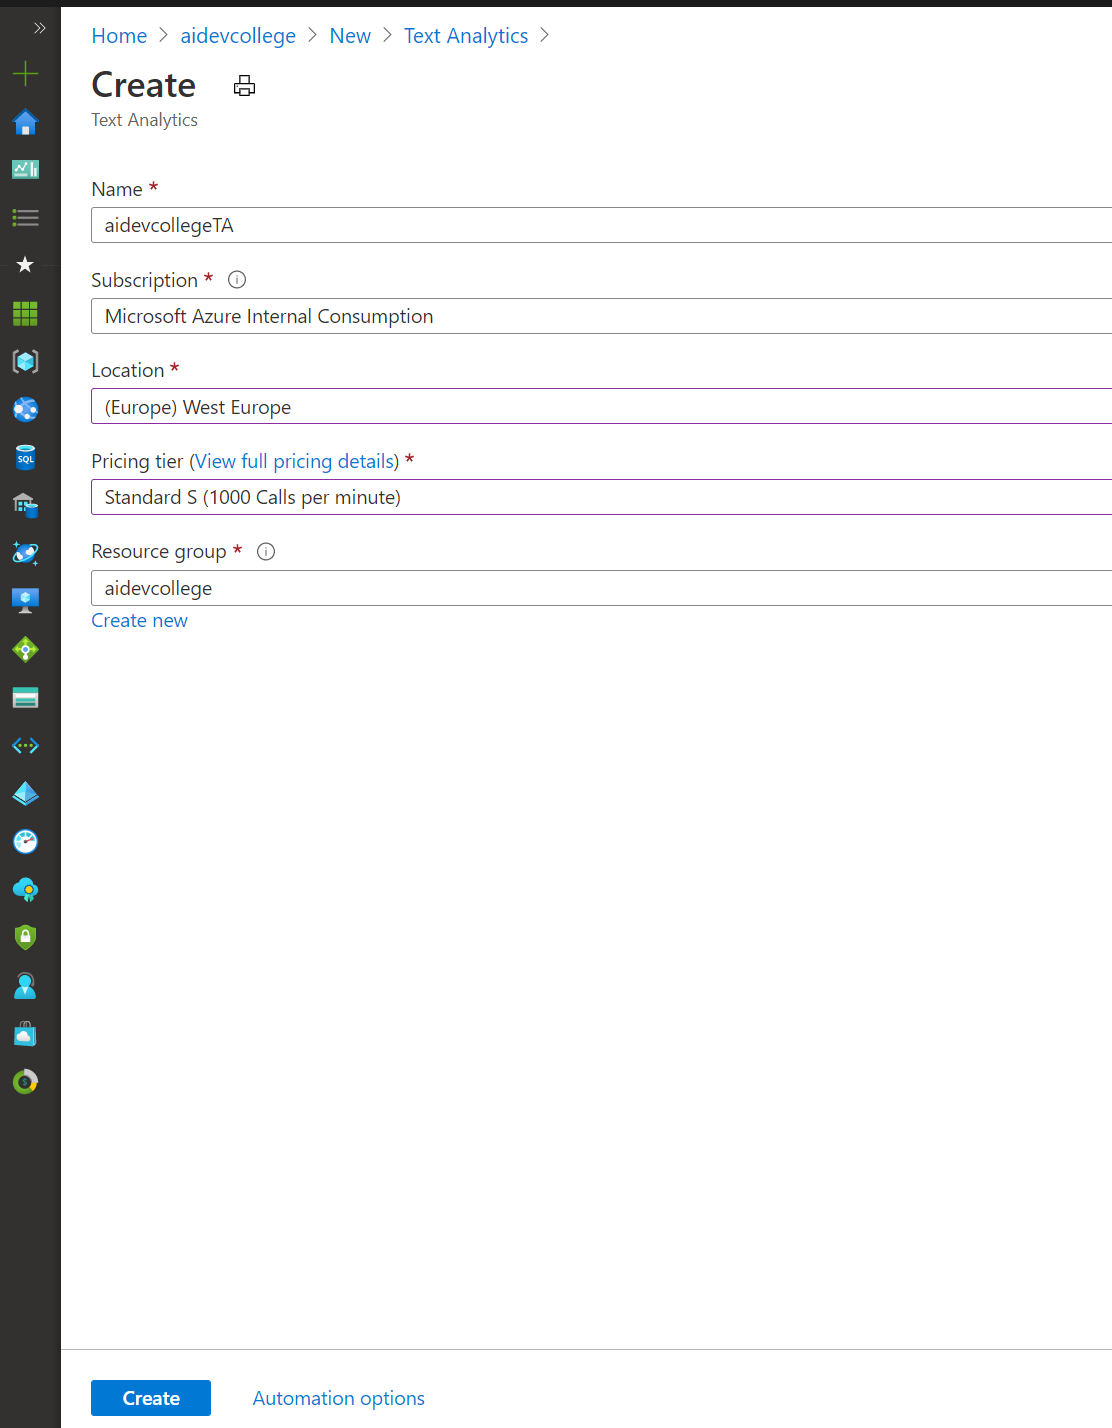 Home > aidevcollege > New > Text Analytics >
Create
Text Analytics
Name *
aidevcollegeTA
Subscription *
Microsoft Azure Internal Consumption
Location *
(Europe) West Europe
Pricing tier (View full pricing details) *
Standard S (1000 Calls per minute)
Resource group *
aidevcollege
Create new
SQL
Create
Automation options